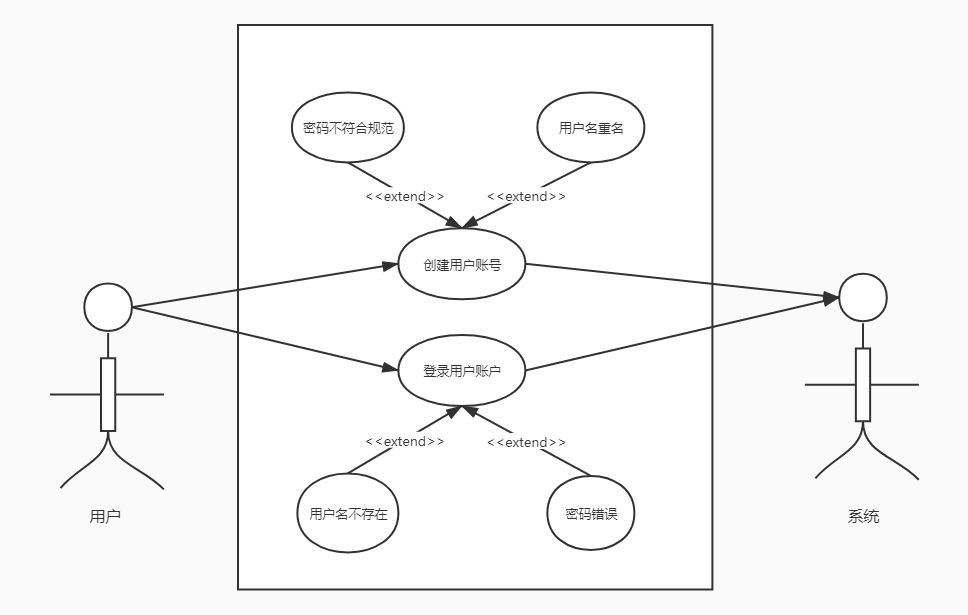 密码不符合规范
用户名重名
<<extend>>
<<extend>>
创建用户账号
登录用户账户
<<extend>>
<<extend>>
用户名不存在
密码错误
用户
系统